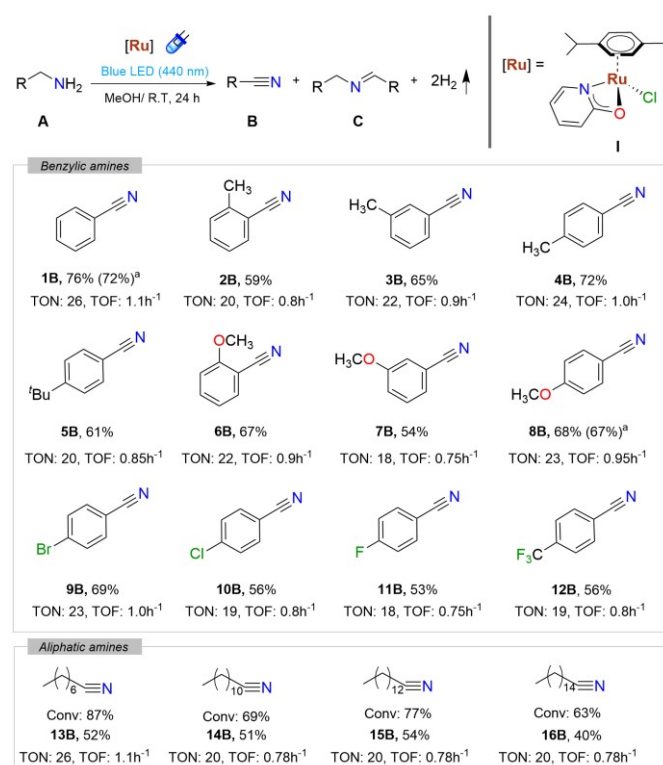 [Ru]
Blue LED (440 nm)
MeOH/ R.T, 24 h
R NH₂
A
R N
B
+
R N R
C
+ 2H₂
[Ru] =
Ru
N
Cl
O
I
Benzylic amines
N
CH₃
N
CH₃
N
CH₃
N
1B, 76% (72%)ᵃ
2B, 59%
3B, 65%
4B, 72%
TON: 26, TOF: 1.1h⁻¹
TON: 20, TOF: 0.8h⁻¹
TON: 22, TOF: 0.9h⁻¹
TON: 24, TOF: 1.0h⁻¹
ᵗBu
N
OCH₃
N
H₃CO
N
H₃CO
N
5B, 61%
6B, 67%
7B, 54%
8B, 68% (67%)ᵃ
TON: 20, TOF: 0.85h⁻¹
TON: 22, TOF: 0.9h⁻¹
TON: 18, TOF: 0.75h⁻¹
TON: 23, TOF: 0.95h⁻¹
Br
N
Cl
N
F
N
F₃C
N
9B, 69%
10B, 56%
11B, 53%
12B, 56%
TON: 23, TOF: 1.0h⁻¹
TON: 19, TOF: 0.8h⁻¹
TON: 18, TOF: 0.75h⁻¹
TON: 19, TOF: 0.8h⁻¹
Aliphatic amines
( )₆ N
( )₁₀ N
( )₁₂ N
( )₁₄ N
Conv: 87%
Conv: 69%
Conv: 77%
Conv: 63%
13B, 52%
14B, 51%
15B, 54%
16B, 40%
TON: 26, TOF: 1.1h⁻¹
TON: 20, TOF: 0.78h⁻¹
TON: 20, TOF: 0.78h⁻¹
TON: 20, TOF: 0.78h⁻¹